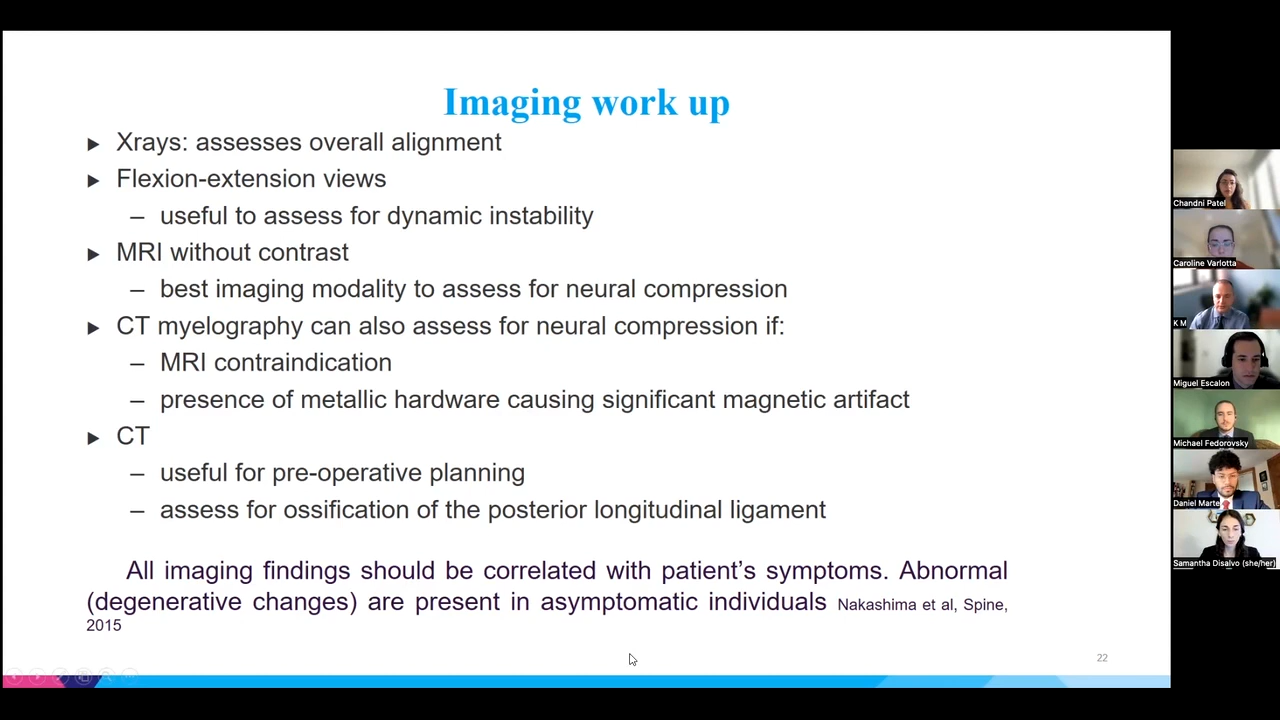 Imaging work up
► Xrays: assesses overall alignment
► Flexion-extension views
– useful to assess for dynamic instability
► MRI without contrast
– best imaging modality to assess for neural compression
► CT myelography can also assess for neural compression if:
– MRI contraindication
– presence of metallic hardware causing significant magnetic artifact
► CT
– useful for pre-operative planning
– assess for ossification of the posterior longitudinal ligament
All imaging findings should be correlated with patient's symptoms. Abnormal
(degenerative changes) are present in asymptomatic individuals Nakashima et al, Spine,
2015
22
Chandni Patel
Caroline Varlotta
K M
Miguel Escalon
Michael Fedorovsky
Daniel Marte
Samantha Disalvo (she/her)